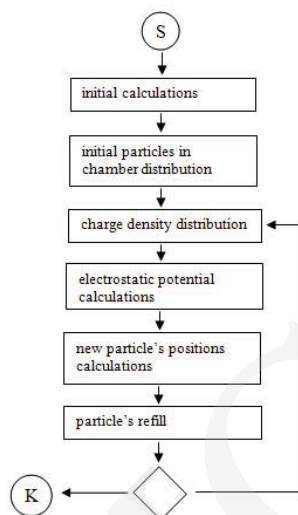 S
initial calculations
initial particles in
chamber distribution
charge density distribution
electrostatic potential
calculations
new particle's positions
calculations
particle's refill
K